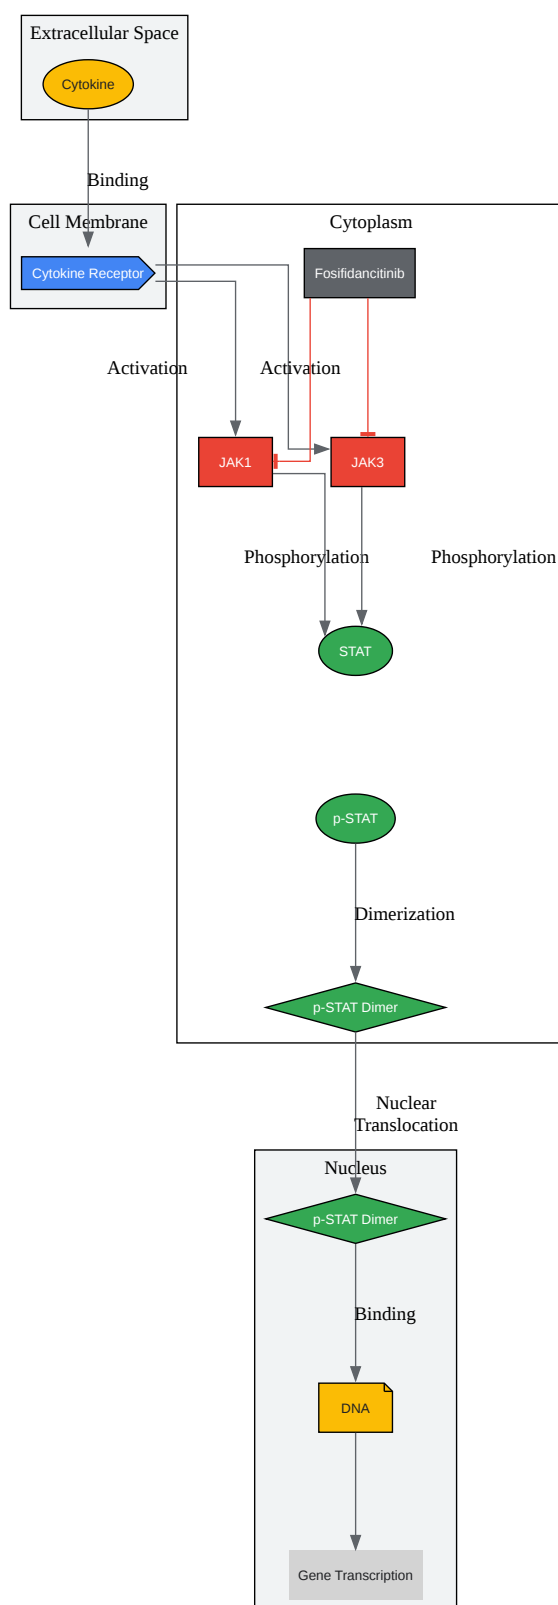 Extracellular Space
Cytokine
Binding
Cell Membrane
Cytoplasm
Cytokine Receptor
Fosifidancitinib
Activation
Activation
JAK1
JAK3
Phosphorylation
Phosphorylation
STAT
p-STAT
Dimerization
p-STAT Dimer
Nuclear
Translocation
Nucleus
p-STAT Dimer
Binding
DNA
Gene Transcription